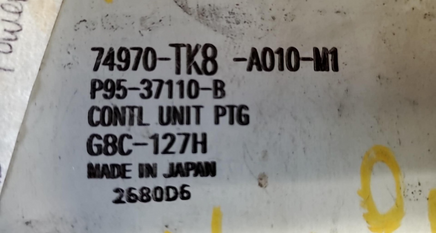 74970-TK8 -A010-M1
P95-37110-B
CONTL UNIT PTG
G8C-127H
MADE IN JAPAN
2680D6